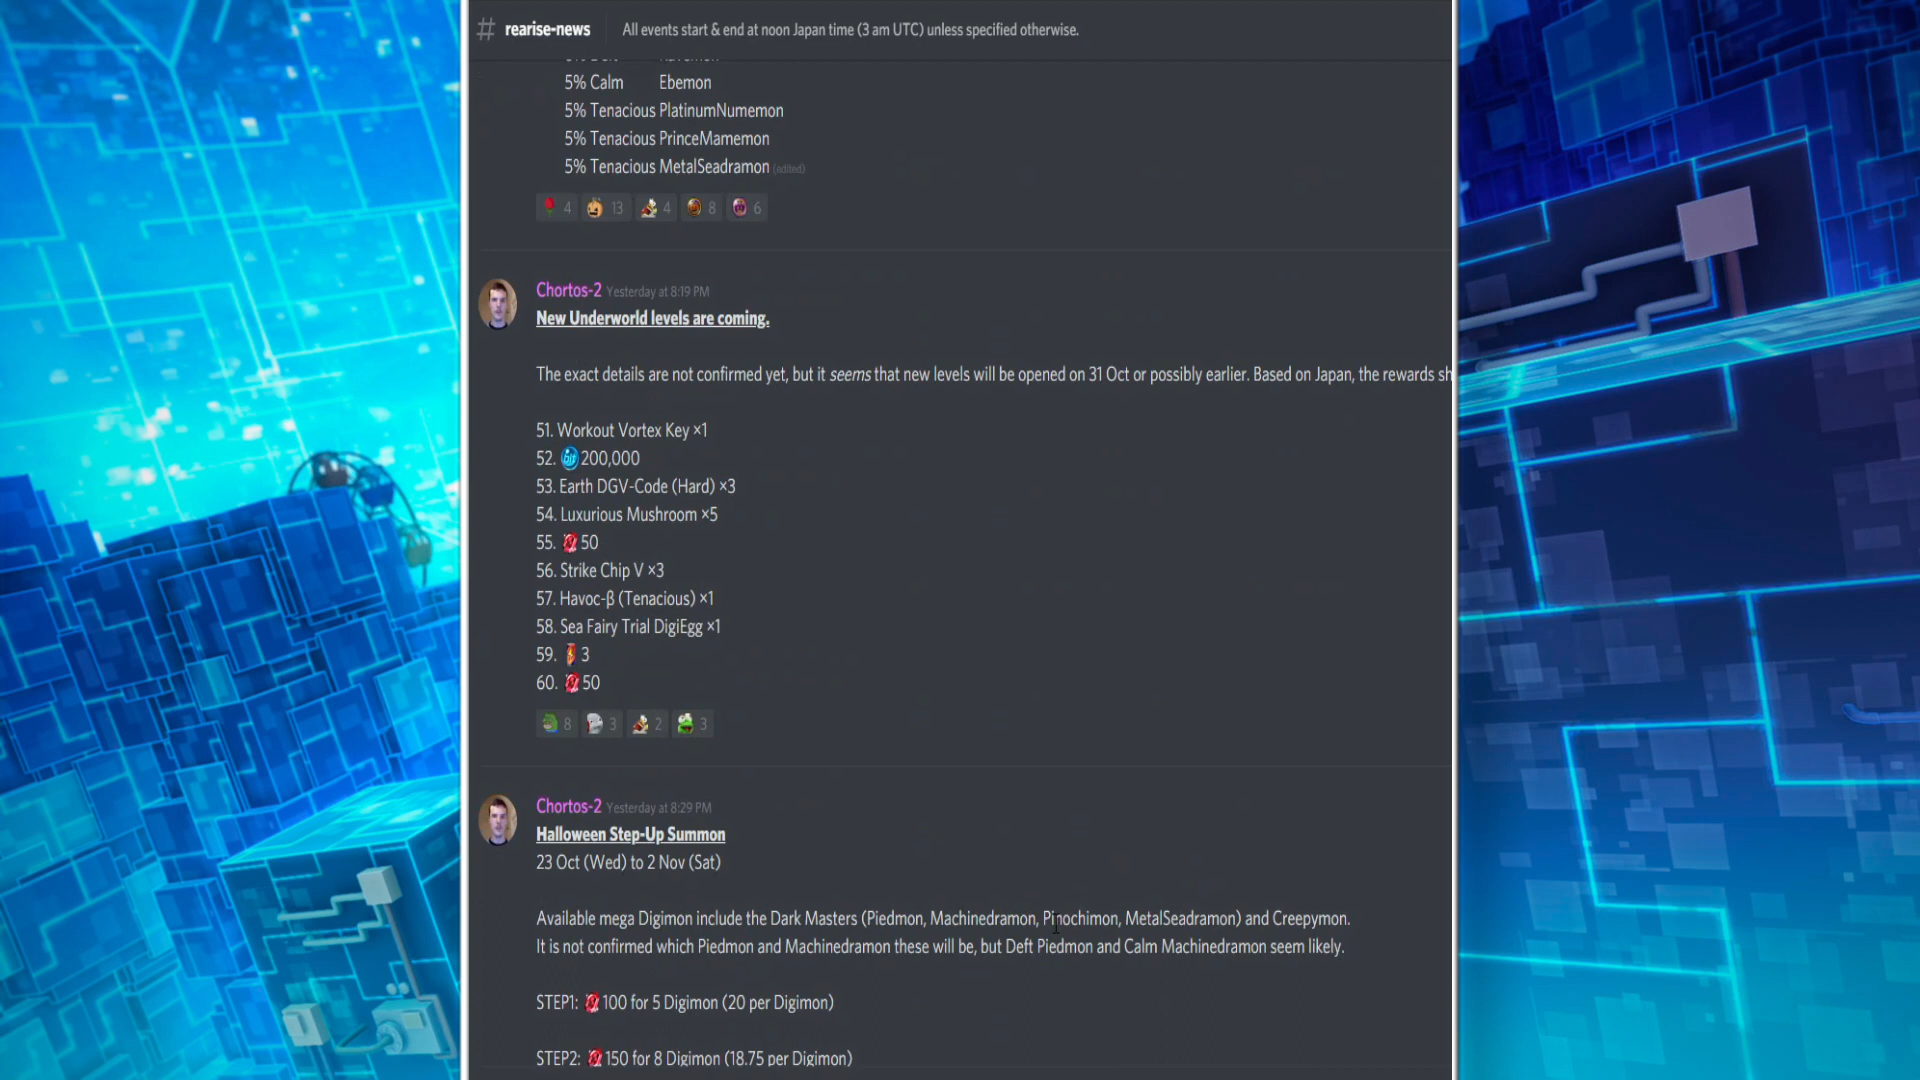 # rearise-news All events start & end at noon Japan time (3 am UTC) unless specified otherwise.
5% Calm Ebemon
5% Tenacious PlatinumNumemon
5% Tenacious PrinceMamemon
5% Tenacious MetalSeadramon (edited)
4 13 4 8 6
Chortos-2 Yesterday at 8:19 PM
New Underworld levels are coming.
The exact details are not confirmed yet, but it seems that new levels will be opened on 31 Oct or possibly earlier. Based on Japan, the rewards sh
51. Workout Vortex Key ×1
52. bit 200,000
53. Earth DGV-Code (Hard) ×3
54. Luxurious Mushroom ×5
55. 50
56. Strike Chip V ×3
57. Havoc-β (Tenacious) ×1
58. Sea Fairy Trial DigiEgg ×1
59. 3
60. 50
8 3 2 3
Chortos-2 Yesterday at 8:29 PM
Halloween Step-Up Summon
23 Oct (Wed) to 2 Nov (Sat)
Available mega Digimon include the Dark Masters (Piedmon, Machinedramon, Pinochimon, MetalSeadramon) and Creepymon.
It is not confirmed which Piedmon and Machinedramon these will be, but Deft Piedmon and Calm Machinedramon seem likely.
STEP1: 100 for 5 Digimon (20 per Digimon)
STEP2: 150 for 8 Digimon (18.75 per Digimon)